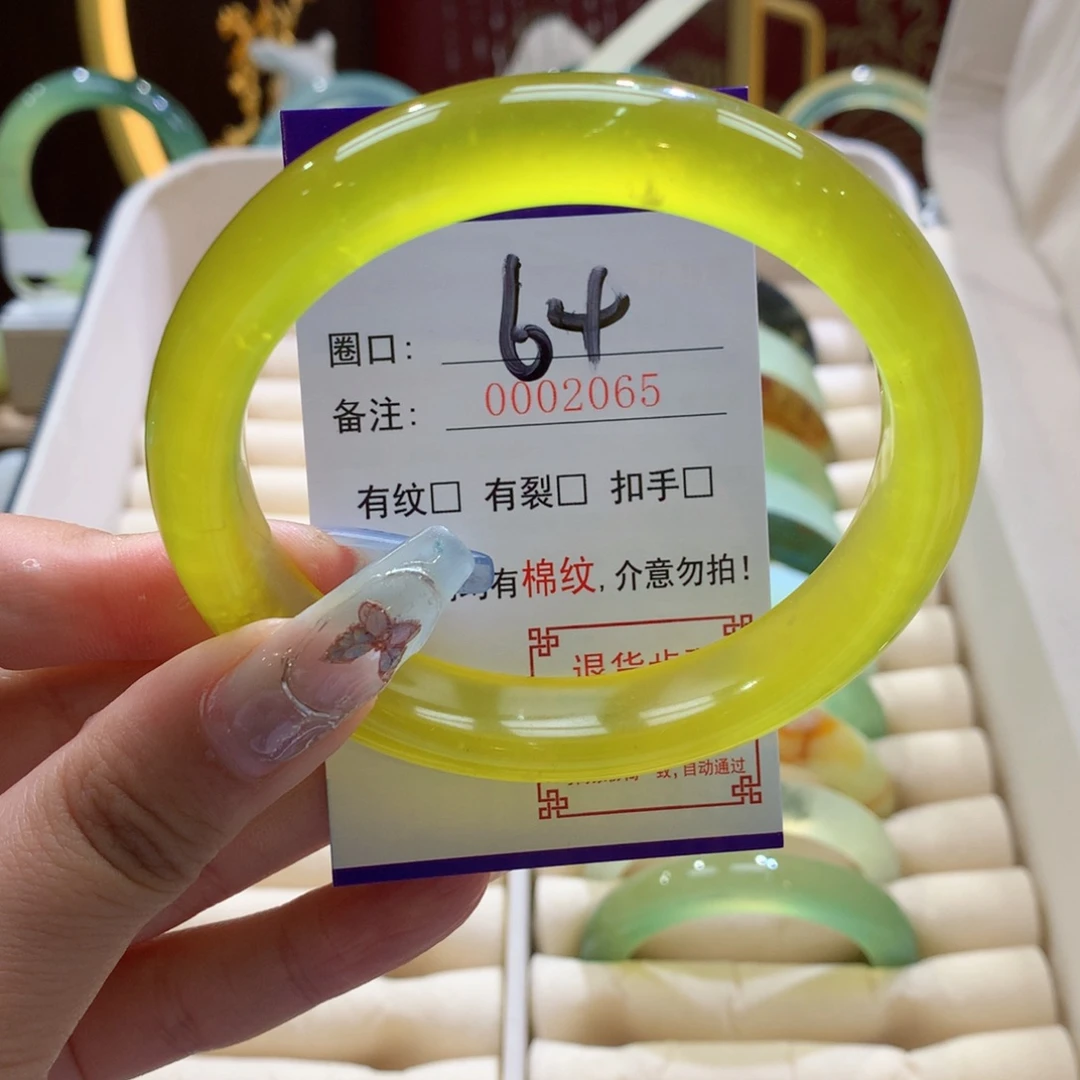 圈口: 64
备注: 0002065
有纹□ 有裂□ 扣手□
有棉纹, 介意勿拍!
退货
致, 自动通过